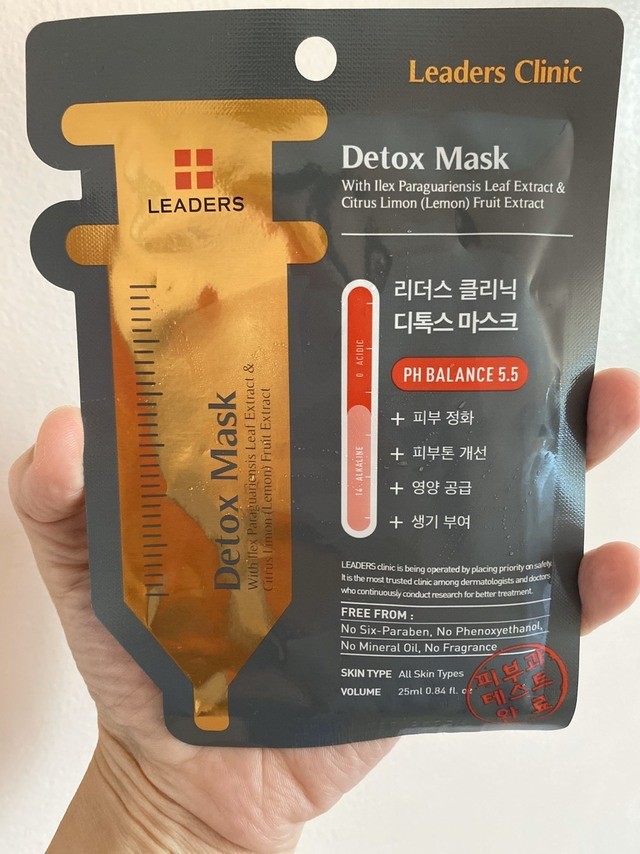 Leaders Clinic
LEADERS
Detox Mask
With Ilex Paraguariensis Leaf Extract &
Citrus Limon (Lemon) Fruit Extract
Detox Mask
With Ilex Paraguariensis Leaf Extract &
Citrus Limon (Lemon) Fruit Extract
리더스 클리닉
디톡스 마스크
0 ACIDIC
14 ALKALINE
PH BALANCE 5.5
+ 피부 정화
+ 피부톤 개선
+ 영양 공급
+ 생기 부여
LEADERS clinic is being operated by placing priority on safety.
It is the most trusted clinic among dermatologists and doctors
who continuously conduct research for better treatment.
FREE FROM :
No Six-Paraben, No Phenoxyethanol,
No Mineral Oil, No Fragrance
SKIN TYPE All Skin Types
VOLUME 25ml 0.84 fl. oz
피부과
테스트
완료